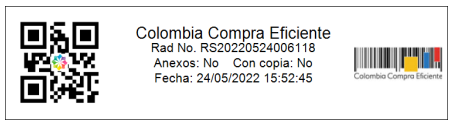 Colombia Compra Eficiente
Rad No. RS20220524006118
Anexos: No    Con copia: No
Fecha: 24/05/2022 15:52:45
Colombia Compra Eficiente